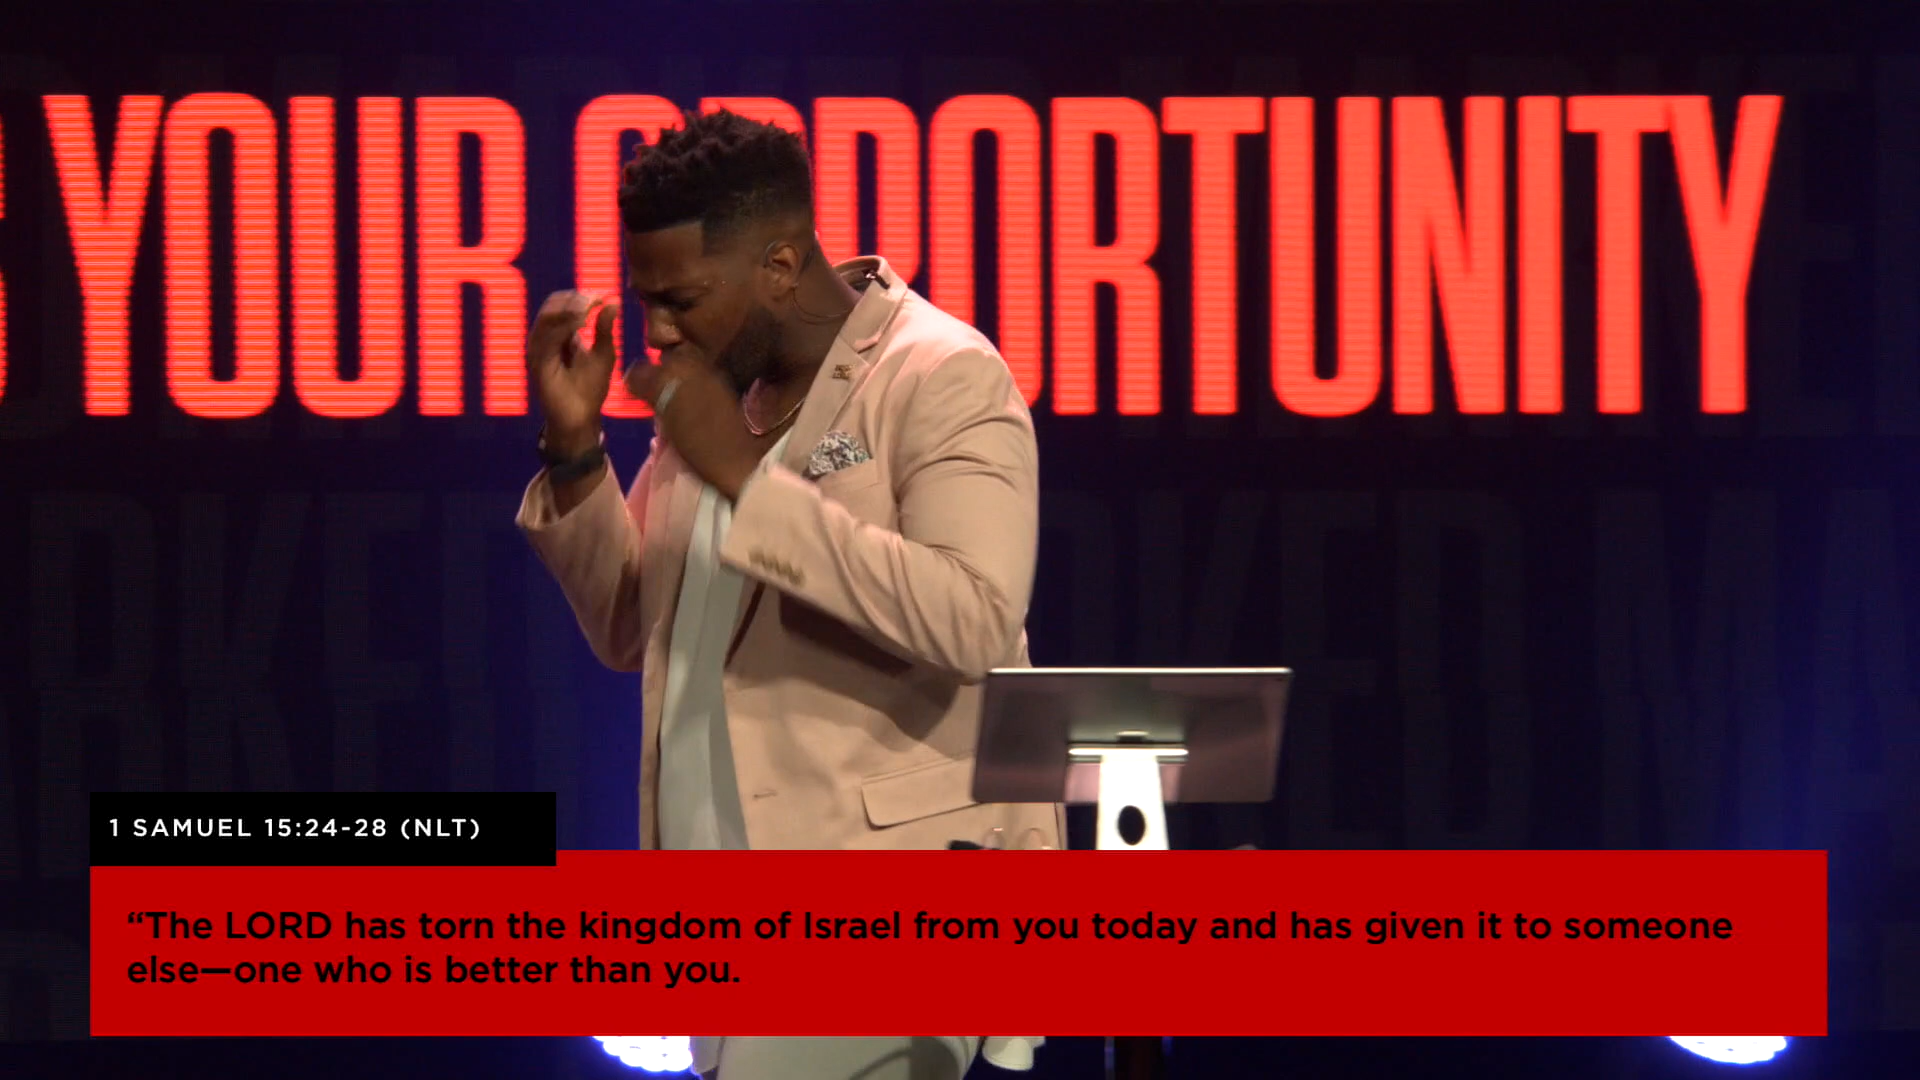 YOUR OPPORTUNITY
1 SAMUEL 15:24-28 (NLT)
“The LORD has torn the kingdom of Israel from you today and has given it to someone
else—one who is better than you.